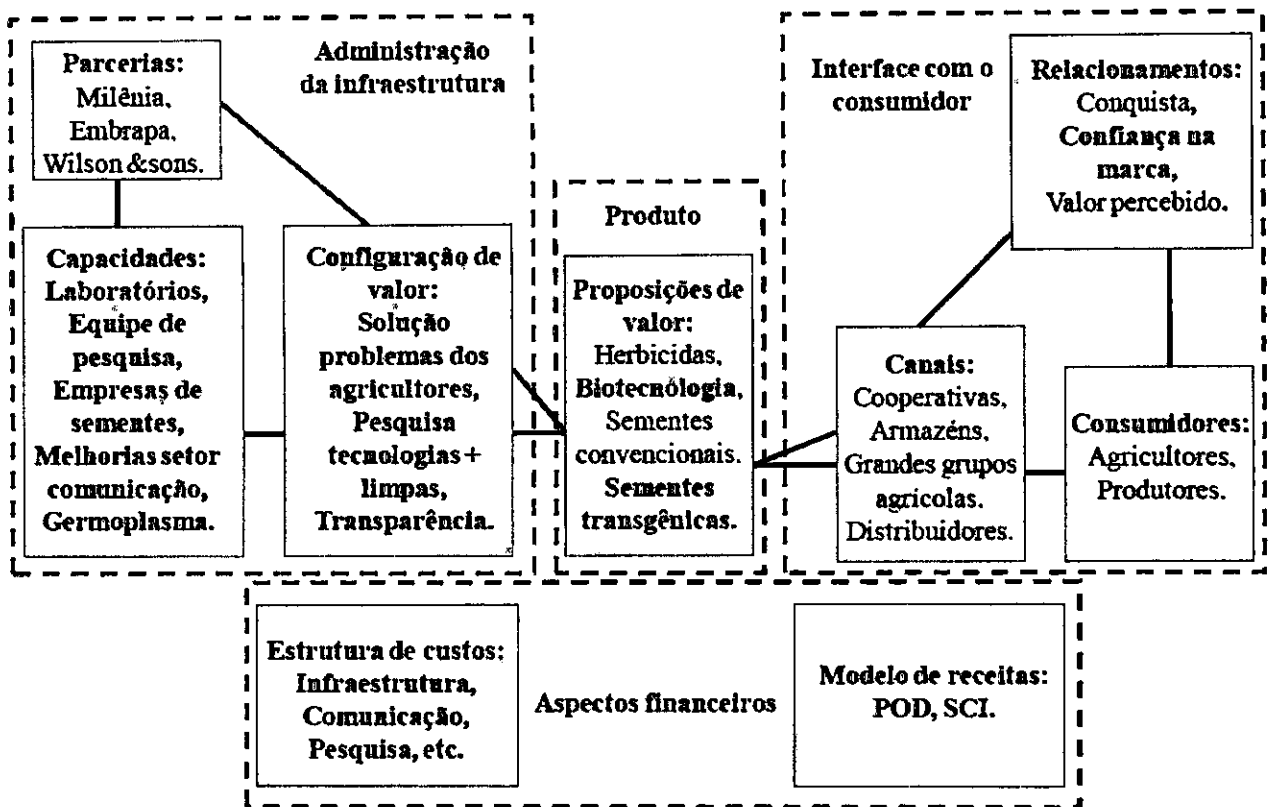 Administração
da infraestrutura
Parcerias:
Milênia,
Embrapa,
Wilson &sons.
Capacidades:
Laboratórios,
Equipe de
pesquisa,
Empresas de
sementes,
Melhorias setor
comunicação,
Germoplasma.
Configuração de
valor:
Solução
problemas dos
agricultores,
Pesquisa
tecnologias+
limpas,
Transparência.
Produto
Proposições de
valor:
Herbicidas,
Biotecnologia,
Sementes
convencionais.
Sementes
transgênicas.
Interface com o
consumidor
Relacionamentos:
Conquista,
Confiança na
marca,
Valor percebido.
Canais:
Cooperativas,
Armazéns,
Grandes grupos
agrícolas.
Distribuidores.
Consumidores:
Agricultores,
Produtores.
Estrutura de custos:
Infraestrutura,
Comunicação,
Pesquisa, etc.
Aspectos financeiros
Modelo de receitas:
POD, SCI.